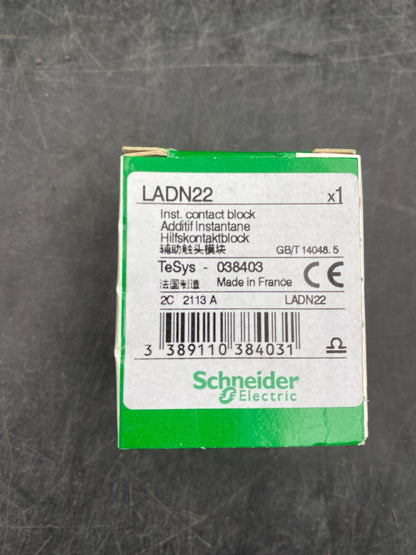 LADN22 x1
Inst. contact block
Additif Instantane
Hilfskontaktblock
辅助触头模块 GB/T 14048.5
TeSys - 038403 CE
法国制造 Made in France
2C 2113 A LADN22
3 389110 384031
Schneider
Electric